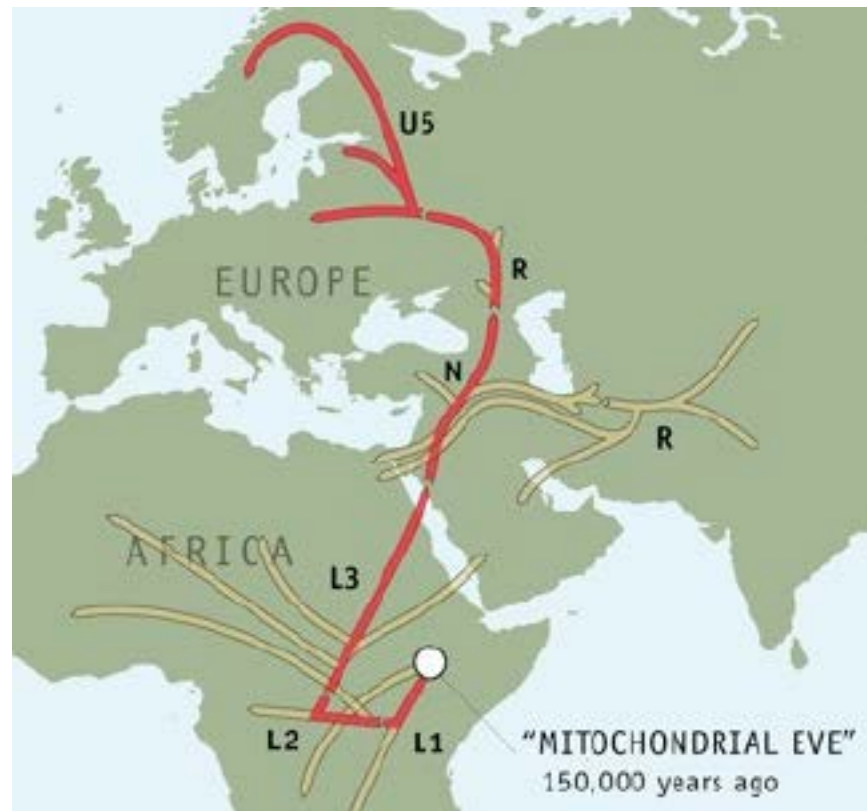 U5
R
EUROPE
N
R
AFRICA
L3
L2
L1
"MITOCHONDRIAL EVE"
150,000 years ago